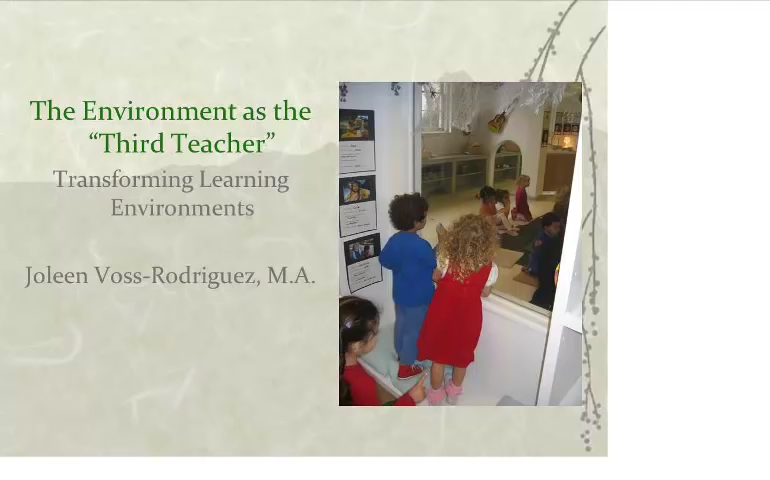 The Environment as the
“Third Teacher”
Transforming Learning
Environments
Joleen Voss-Rodriguez, M.A.